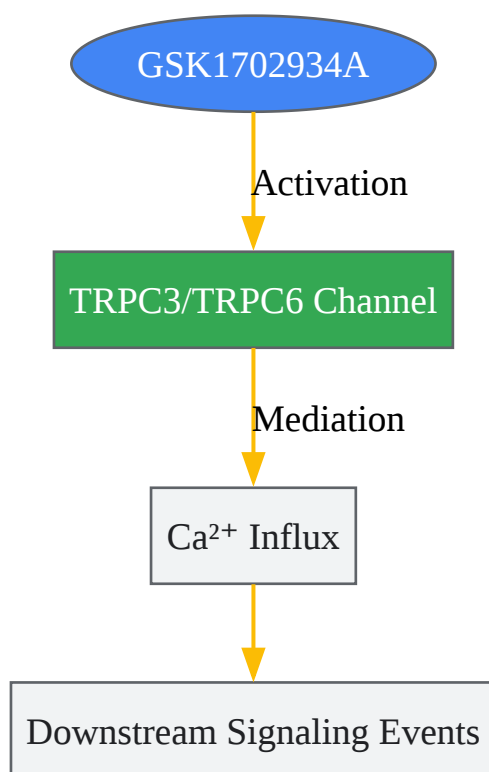 GSK1702934A
Activation
TRPC3/TRPC6 Channel
Mediation
Ca²⁺ Influx
Downstream Signaling Events